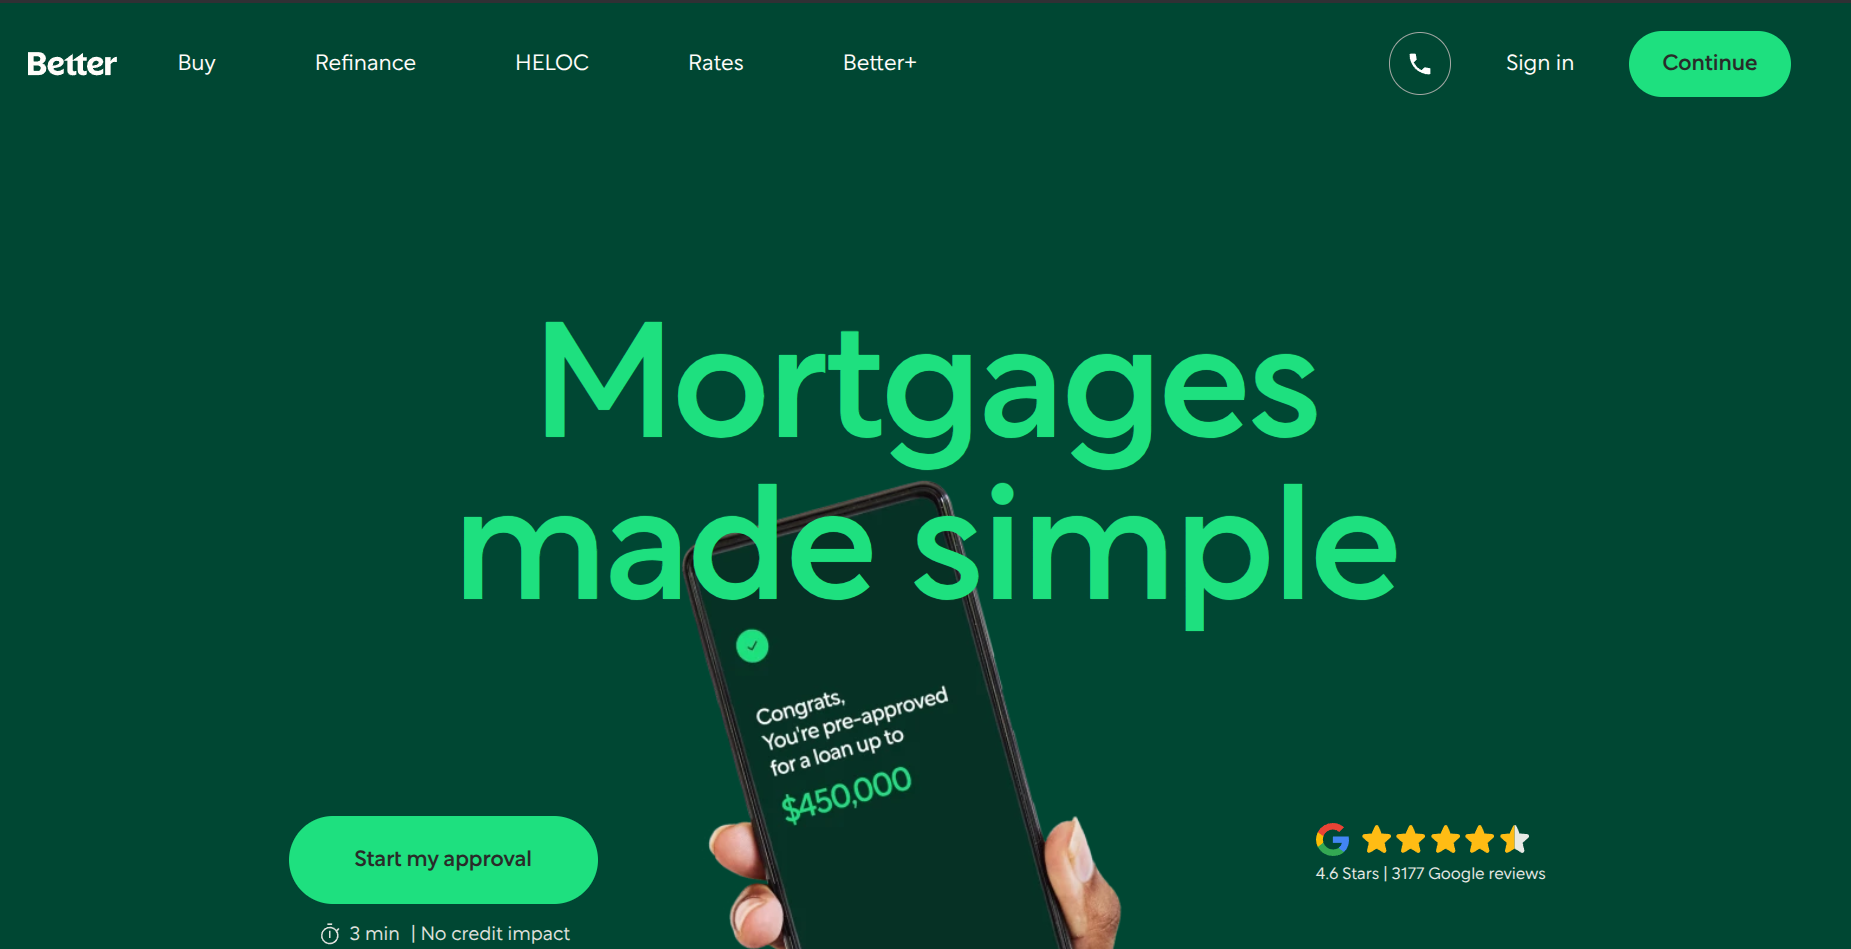 Better
Buy
Refinance
HELOC
Rates
Better+
Sign in
Continue
Mortgages
made simple
Congrats,
You're pre-approved
for a loan up to
$450,000
Start my approval
3 min | No credit impact
4.6 Stars | 3177 Google reviews